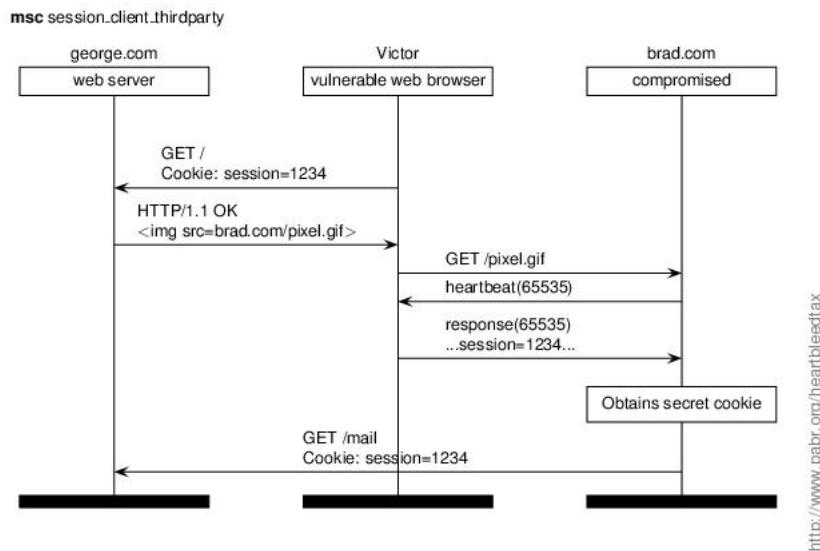 msc session_client_thirdparty
george.com
Victor
brad.com
web server
vulnerable web browser
compromised
GET /
Cookie: session=1234
HTTP/1.1 OK
<img src=brad.com/pixel.gif>
GET /pixel.gif
heartbeat(65535)
response(65535)
...session=1234...
Obtains secret cookie
GET /mail
Cookie: session=1234
http://www.pabr.org/heartbleedtax